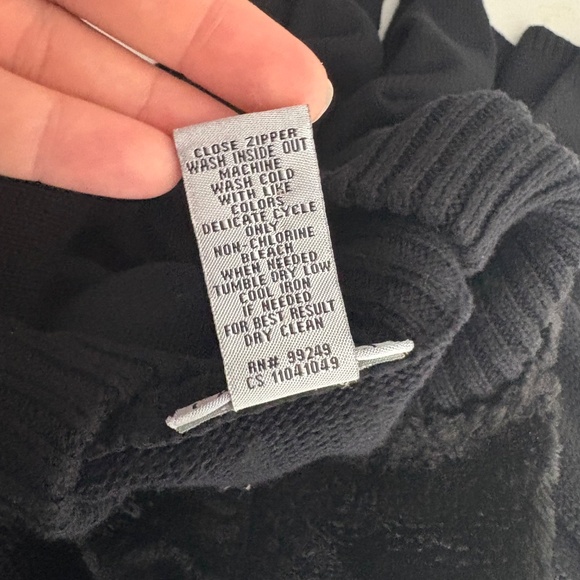 CLOSE ZIPPER
WASH INSIDE OUT
MACHINE
WASH COLD
WITH LIKE
COLORS
DELICATE CYCLE
ONLY
NON-CHLORINE
BLEACH
WHEN NEEDED
TUMBLE DRY LOW
COOL IRON
IF NEEDED
FOR BEST RESULT
DRY CLEAN
RN# 99249
CS 11041049